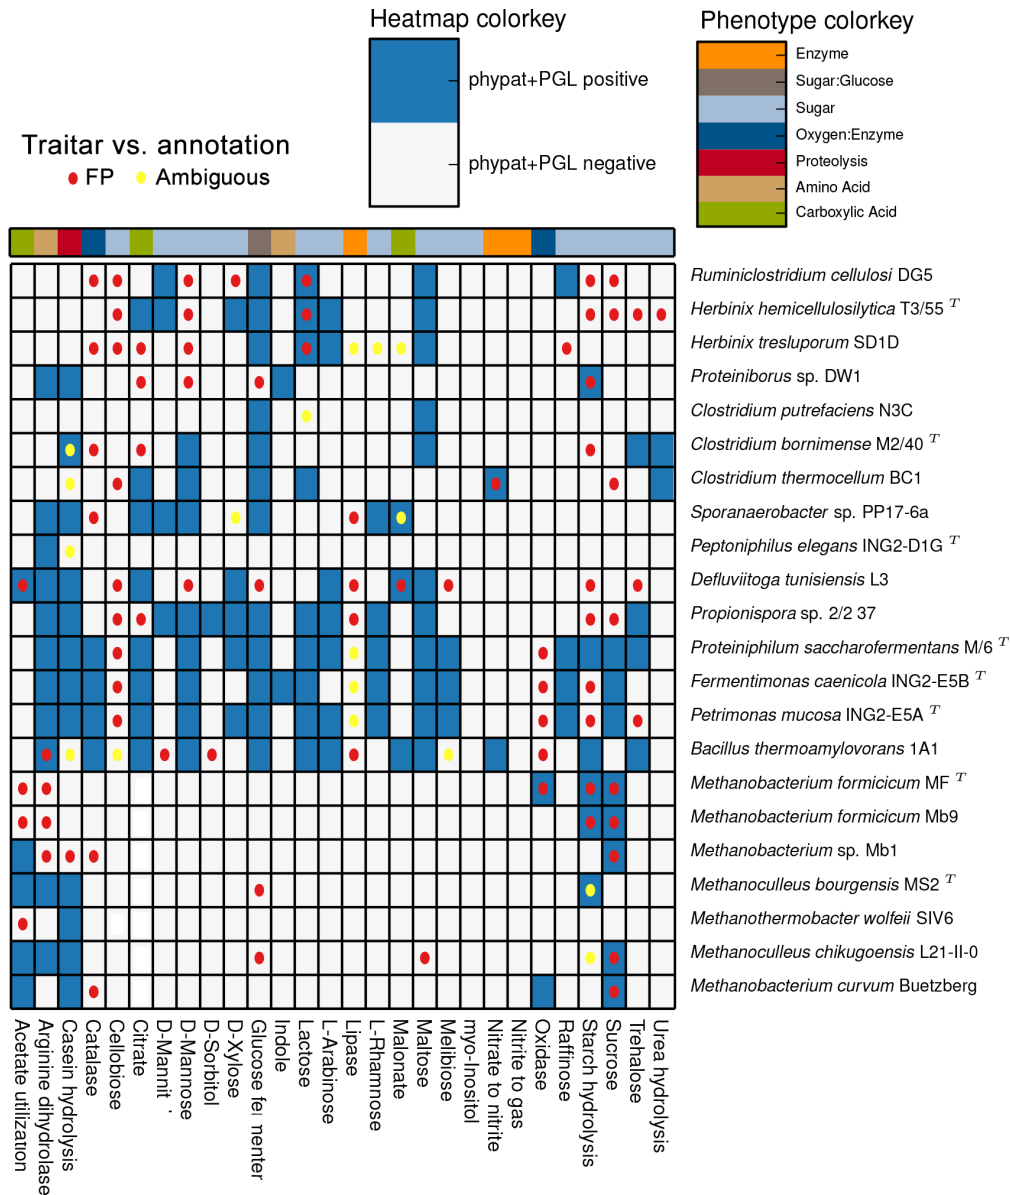 Heatmap colorkey
phypat+PGL positive
phypat+PGL negative
Phenotype colorkey
Enzyme
Sugar:Glucose
Sugar
Oxygen:Enzyme
Proteolysis
Amino Acid
Carboxylic Acid
Traitar vs. annotation
FP
Ambiguous
Ruminiclostridium cellulosi DG5
Herbinix hemicellulosilytica T3/55 T
Herbinix tresluporum SD1D
Proteiniborus sp. DW1
Clostridium putrefaciens N3C
Clostridium bornimense M2/40 T
Clostridium thermocellum BC1
Sporanaerobacter sp. PP17-6a
Peptoniphilus elegans ING2-D1G T
Defluviitoga tunisiensis L3
Propionispora sp. 2/2 37
Proteiniphilum saccharofermentans M/6 T
Fermentimonas caenicola ING2-E5B T
Petrimonas mucosa ING2-E5A T
Bacillus thermoamylovorans 1A1
Methanobacterium formicicum MF T
Methanobacterium formicicum Mb9
Methanobacterium sp. Mb1
Methanoculleus bourgensis MS2 T
Methanothermobacter wolfeii SIV6
Methanoculleus chikugoensis L21-II-0
Methanobacterium curvum Buetzberg
Acetate utilization
Arginine dihydrolase
Casein hydrolysis
Catalase
Cellobiose
Citrate
D-Mannit
D-Mannose
D-Sorbitol
D-Xylose
Glucose fe menter
Indole
Lactose
L-Arabinose
Lipase
L-Rhamnose
Malonate
Maltose
Melibiose
myo-Inositol
Nitrate to nitrite
Nitrite to gas
Oxidase
Raffinose
Starch hydrolysis
Sucrose
Trehalose
Urea hydrolysis